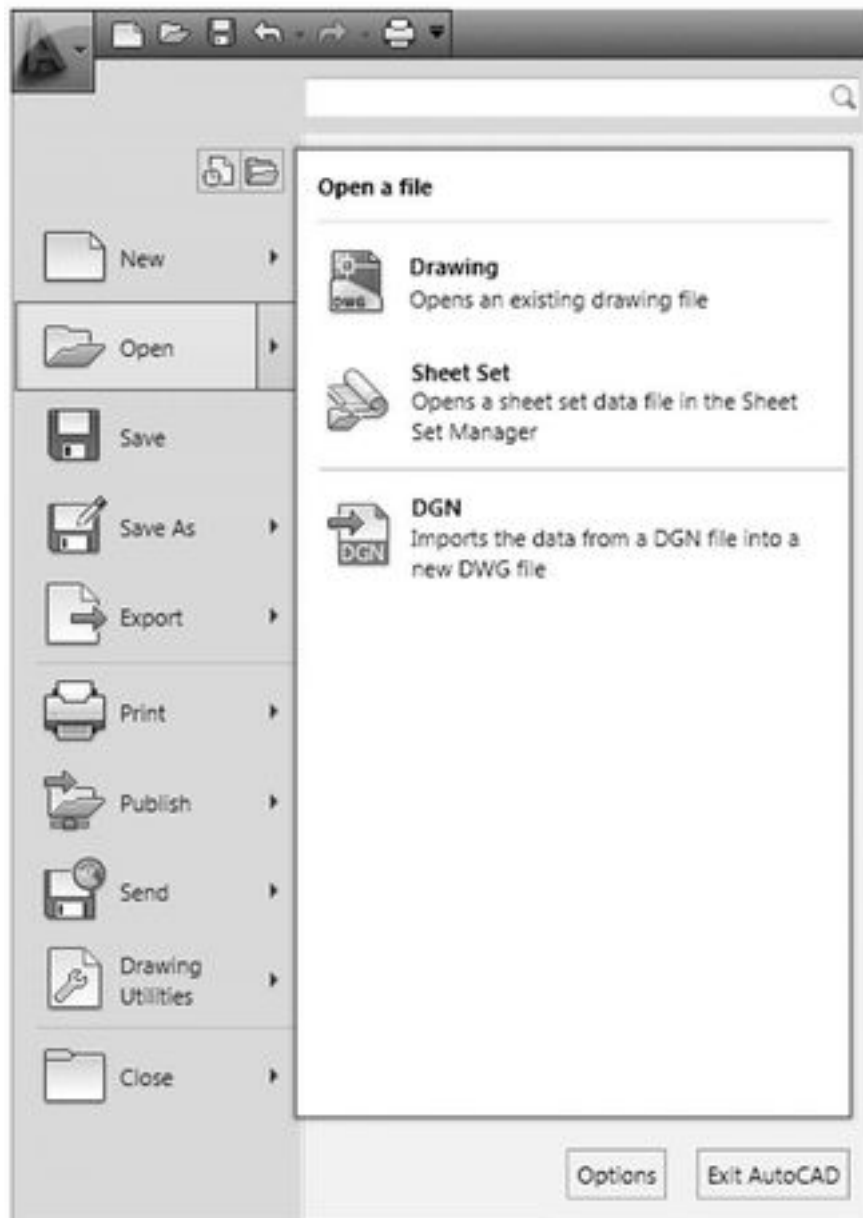 Open a file
New
Drawing
DWG
Opens an existing drawing file
Open
Sheet Set
Opens a sheet set data file in the Sheet
Set Manager
Save
DGN
DGN
Imports the data from a DGN file into a
new DWG file
Save As
Export
Print
Publish
Send
Drawing
Utilities
Close
Options
Exit AutoCAD